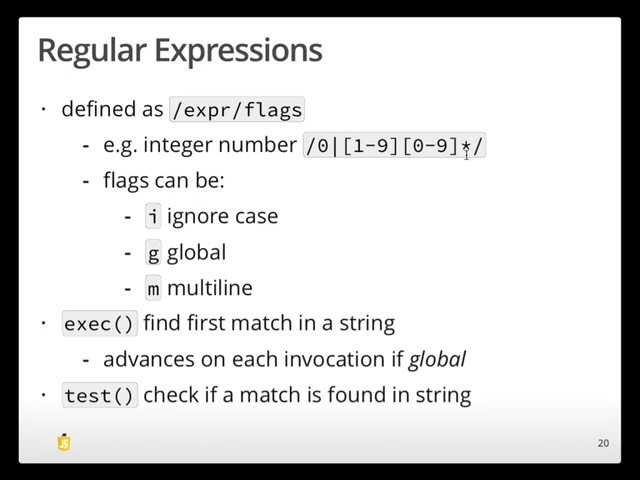 Regular Expressions
· defined as /expr/flags
- e.g. integer number /0|[1-9][0-9]*/
- flags can be:
- i ignore case
- g global
- m multiline
· exec() find first match in a string
- advances on each invocation if global
· test() check if a match is found in string
JS
20